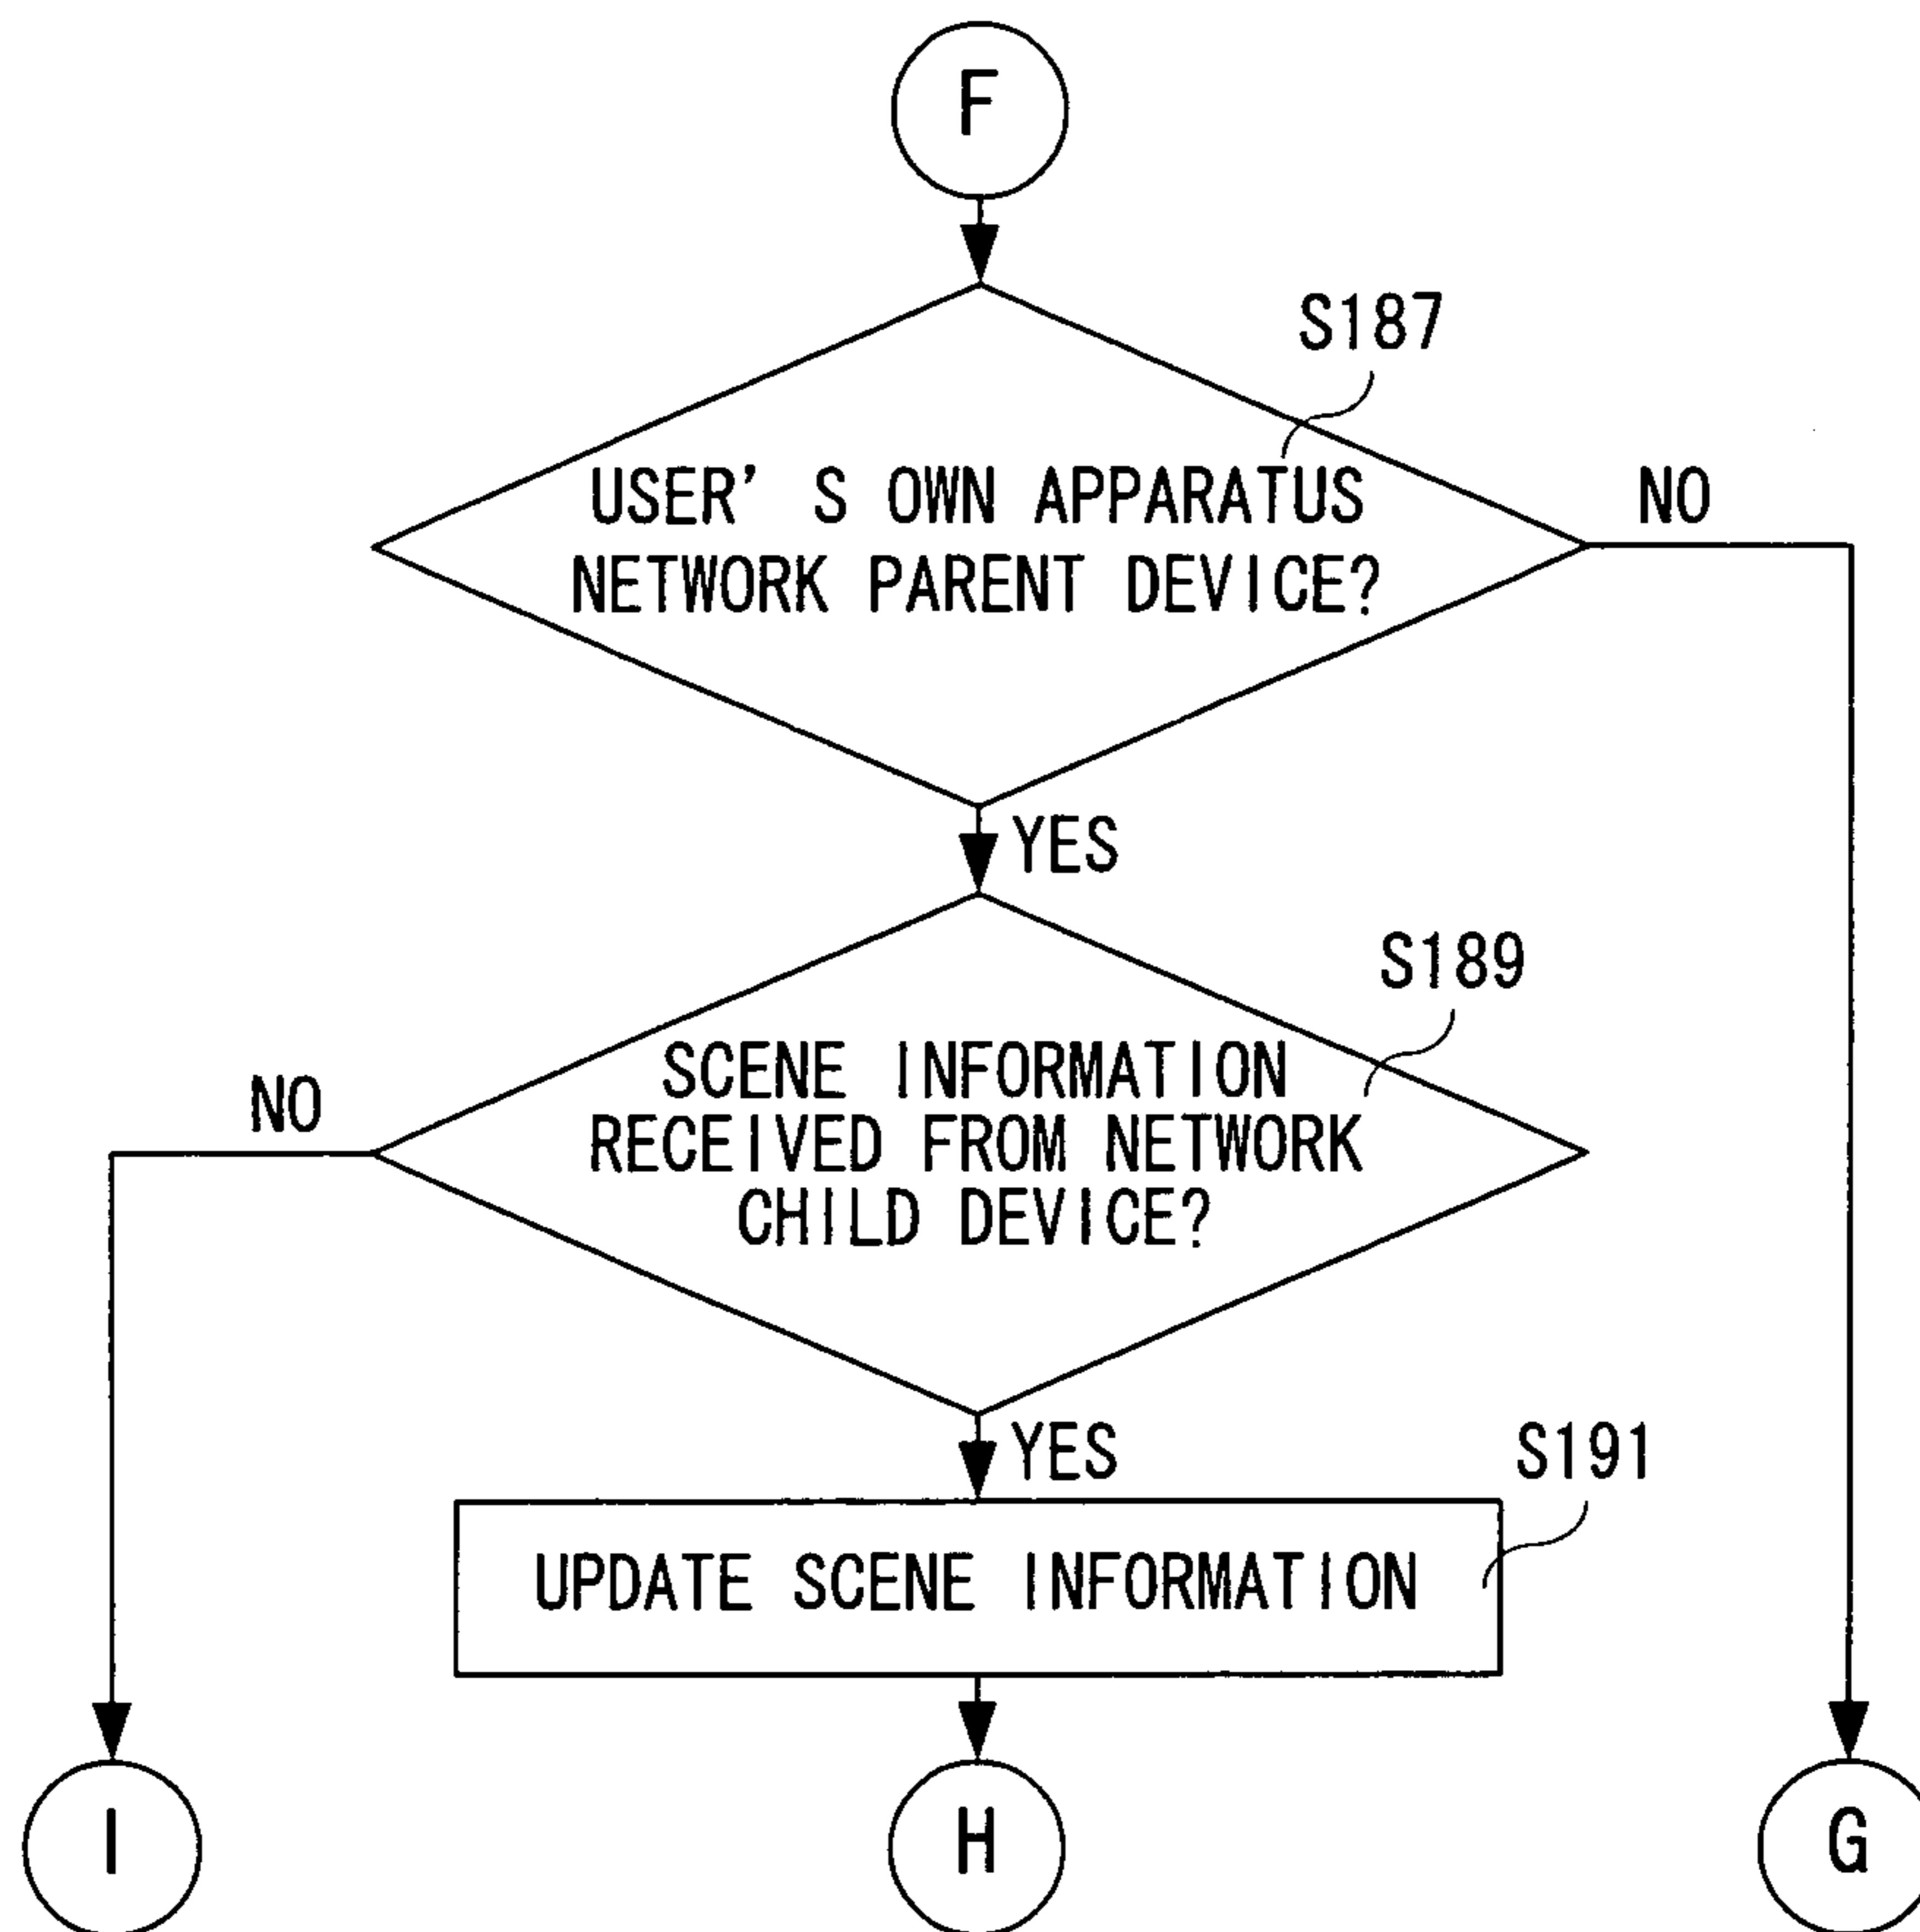 F
S187
USER' S OWN APPARATUS
NETWORK PARENT DEVICE?
NO
YES
S189
SCENE INFORMATION
RECEIVED FROM NETWORK
CHILD DEVICE?
NO
YES
S191
UPDATE SCENE INFORMATION
I
H
G